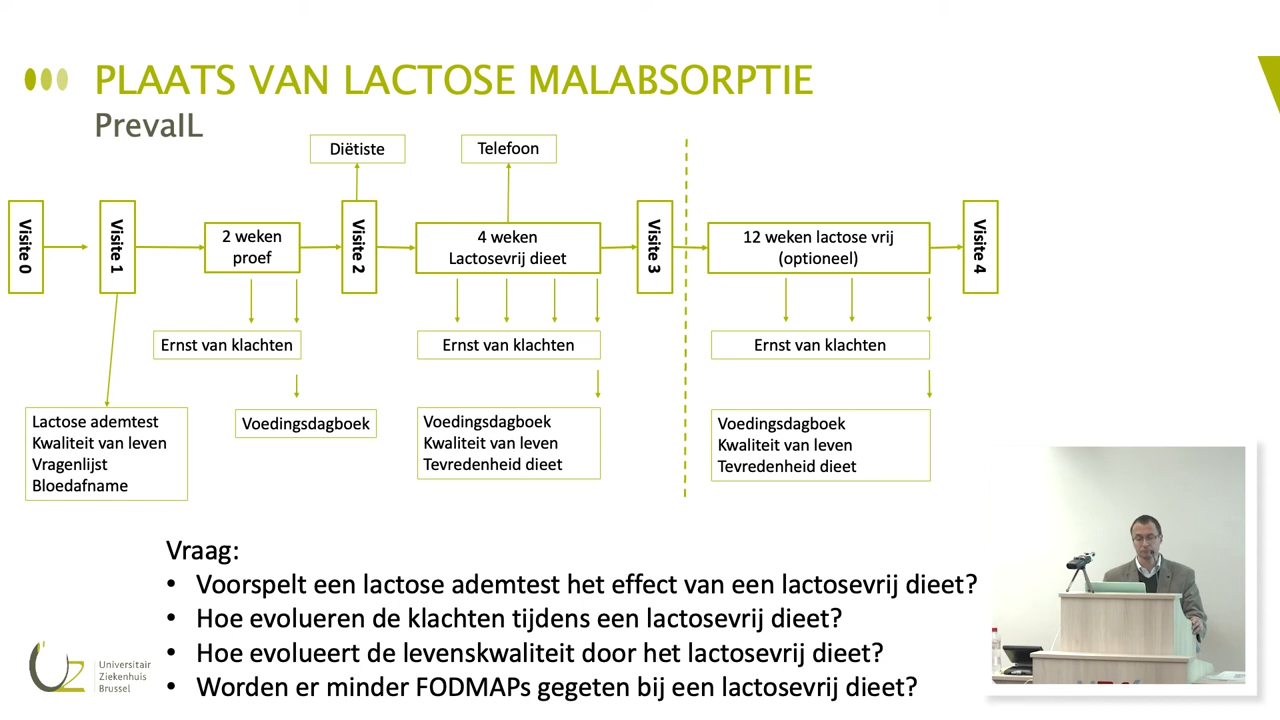 PLAATS VAN LACTOSE MALABSORPTIE
PrevaIL
Diëtiste
Telefoon
Visite 0
Visite 1
2 weken
proef
Visite 2
4 weken
Lactosevrij dieet
Visite 3
12 weken lactose vrij
(optioneel)
Visite 4
Ernst van klachten
Ernst van klachten
Ernst van klachten
Lactose ademtest
Kwaliteit van leven
Vragenlijst
Bloedafname
Voedingsdagboek
Voedingsdagboek
Kwaliteit van leven
Tevredenheid dieet
Voedingsdagboek
Kwaliteit van leven
Tevredenheid dieet
Vraag:
• Voorspelt een lactose ademtest het effect van een lactosevrij dieet?
• Hoe evolueren de klachten tijdens een lactosevrij dieet?
• Hoe evolueert de levenskwaliteit door het lactosevrij dieet?
• Worden er minder FODMAPs gegeten bij een lactosevrij dieet?
UZ
Universitair
Ziekenhuis
Brussel